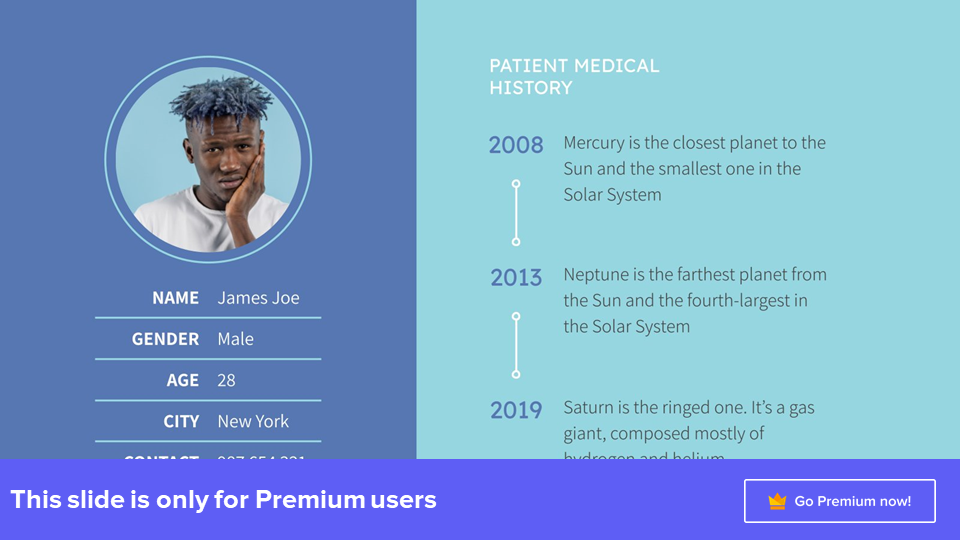 NAME James Joe
GENDER Male
AGE 28
CITY New York
PATIENT MEDICAL
HISTORY
2008 Mercury is the closest planet to the
Sun and the smallest one in the
Solar System
2013 Neptune is the farthest planet from
the Sun and the fourth-largest in
the Solar System
2019 Saturn is the ringed one. It's a gas
giant, composed mostly of
hydrogen and helium
This slide is only for Premium users
Go Premium now!